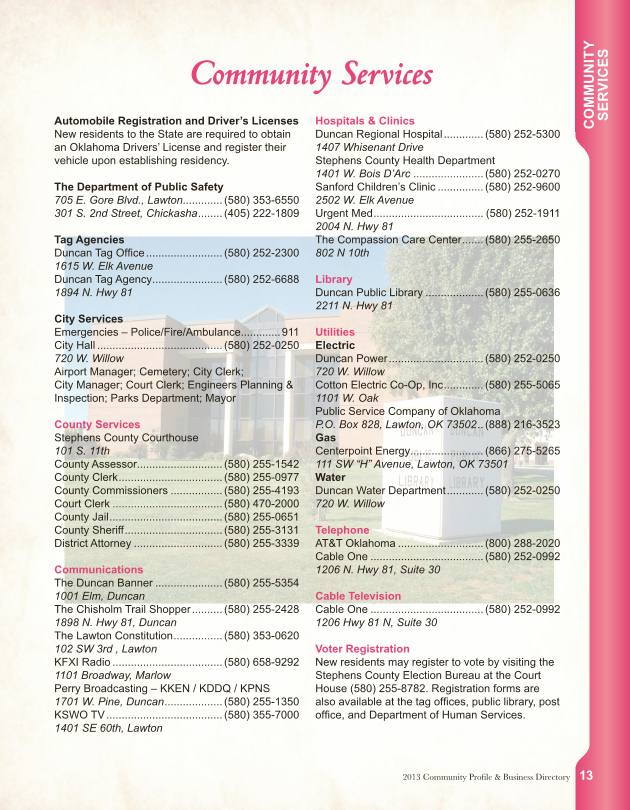 Community Services
COMMUNITY
SERVICES
Automobile Registration and Driver's Licenses
New residents to the State are required to obtain
an Oklahoma Drivers' License and register their
vehicle upon establishing residency.
The Department of Public Safety
705 E. Gore Blvd., Lawton............. (580) 353-6550
301 S. 2nd Street, Chickasha........ (405) 222-1809
Tag Agencies
Duncan Tag Office ......................... (580) 252-2300
1615 W. Elk Avenue
Duncan Tag Agency....................... (580) 252-6688
1894 N. Hwy 81
City Services
Emergencies – Police/Fire/Ambulance............. 911
City Hall ......................................... (580) 252-0250
720 W. Willow
Airport Manager; Cemetery; City Clerk;
City Manager; Court Clerk; Engineers Planning &
Inspection; Parks Department; Mayor
County Services
Stephens County Courthouse
101 S. 11th
County Assessor............................ (580) 255-1542
County Clerk.................................. (580) 255-0977
County Commissioners ................. (580) 255-4193
Court Clerk..................................... (580) 470-2000
County Jail..................................... (580) 255-0651
County Sheriff................................ (580) 255-3131
District Attorney ............................. (580) 255-3339
Communications
The Duncan Banner ...................... (580) 255-5354
1001 Elm, Duncan
The Chisholm Trail Shopper.......... (580) 255-2428
1898 N. Hwy 81, Duncan
The Lawton Constitution................ (580) 353-0620
102 SW 3rd , Lawton
KFXI Radio .................................... (580) 658-9292
1101 Broadway, Marlow
Perry Broadcasting – KKEN / KDDQ / KPNS
1701 W. Pine, Duncan................... (580) 255-1350
KSWO TV ...................................... (580) 355-7000
1401 SE 60th, Lawton
Hospitals & Clinics
Duncan Regional Hospital............. (580) 252-5300
1407 Whisenant Drive
Stephens County Health Department
1401 W. Bois D'Arc ....................... (580) 252-0270
Sanford Children's Clinic ............... (580) 252-9600
2502 W. Elk Avenue
Urgent Med.................................... (580) 252-1911
2004 N. Hwy 81
The Compassion Care Center....... (580) 255-2650
802 N 10th
Library
Duncan Public Library ................... (580) 255-0636
2211 N. Hwy 81
Utilities
Electric
Duncan Power............................... (580) 252-0250
720 W. Willow
Cotton Electric Co-Op, Inc............. (580) 255-5065
1101 W. Oak
Public Service Company of Oklahoma
P.O. Box 828, Lawton, OK 73502.. (888) 216-3523
Gas
Centerpoint Energy........................ (866) 275-5265
111 SW "H" Avenue, Lawton, OK 73501
Water
Duncan Water Department............ (580) 252-0250
720 W. Willow
Telephone
AT&T Oklahoma ............................ (800) 288-2020
Cable One ..................................... (580) 252-0992
1206 N. Hwy 81, Suite 30
Cable Television
Cable One ..................................... (580) 252-0992
1206 Hwy 81 N, Suite 30
Voter Registration
New residents may register to vote by visiting the
Stephens County Election Bureau at the Court
House (580) 255-8782. Registration forms are
also available at the tag offices, public library, post
office, and Department of Human Services.
DUNCAN DUNCAN
LIBRARY LIBRARY
2013 Community Profile & Business Directory 13